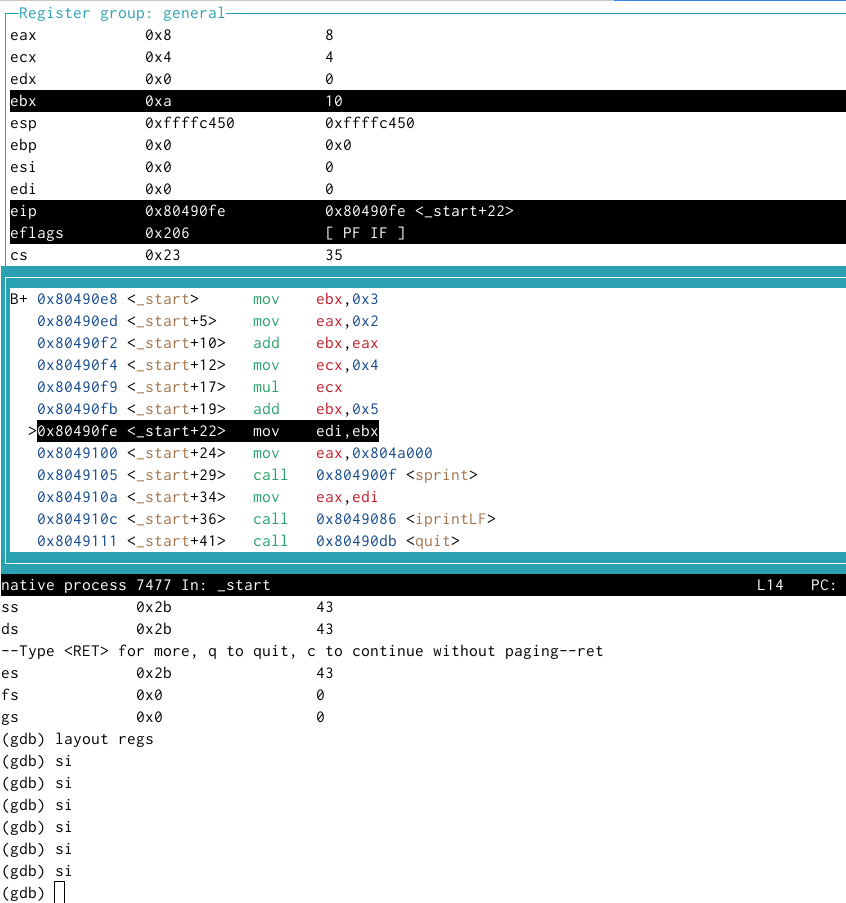 Register group: general
eax 0x8 8
ecx 0x4 4
edx 0x0 0
ebx 0xa 10
esp 0xffffc450 0xffffc450
ebp 0x0 0x0
esi 0x0 0
edi 0x0 0
eip 0x80490fe 0x80490fe <_start+22>
eflags 0x206 [ PF IF ]
cs 0x23 35
B+ 0x80490e8 <_start> mov ebx,0x3
0x80490ed <_start+5> mov eax,0x2
0x80490f2 <_start+10> add ebx,eax
0x80490f4 <_start+12> mov ecx,0x4
0x80490f9 <_start+17> mul ecx
0x80490fb <_start+19> add ebx,0x5
>0x80490fe <_start+22> mov edi,ebx
0x8049100 <_start+24> mov eax,0x804a000
0x8049105 <_start+29> call 0x804900f <sprint>
0x804910a <_start+34> mov eax,edi
0x804910c <_start+36> call 0x8049086 <iprintLF>
0x8049111 <_start+41> call 0x80490db <quit>
native process 7477 In: _start L14 PC:
ss 0x2b 43
ds 0x2b 43
--Type <RET> for more, q to quit, c to continue without paging--ret
es 0x2b 43
fs 0x0 0
gs 0x0 0
(gdb) layout regs
(gdb) si
(gdb) si
(gdb) si
(gdb) si
(gdb) si
(gdb) si
(gdb)